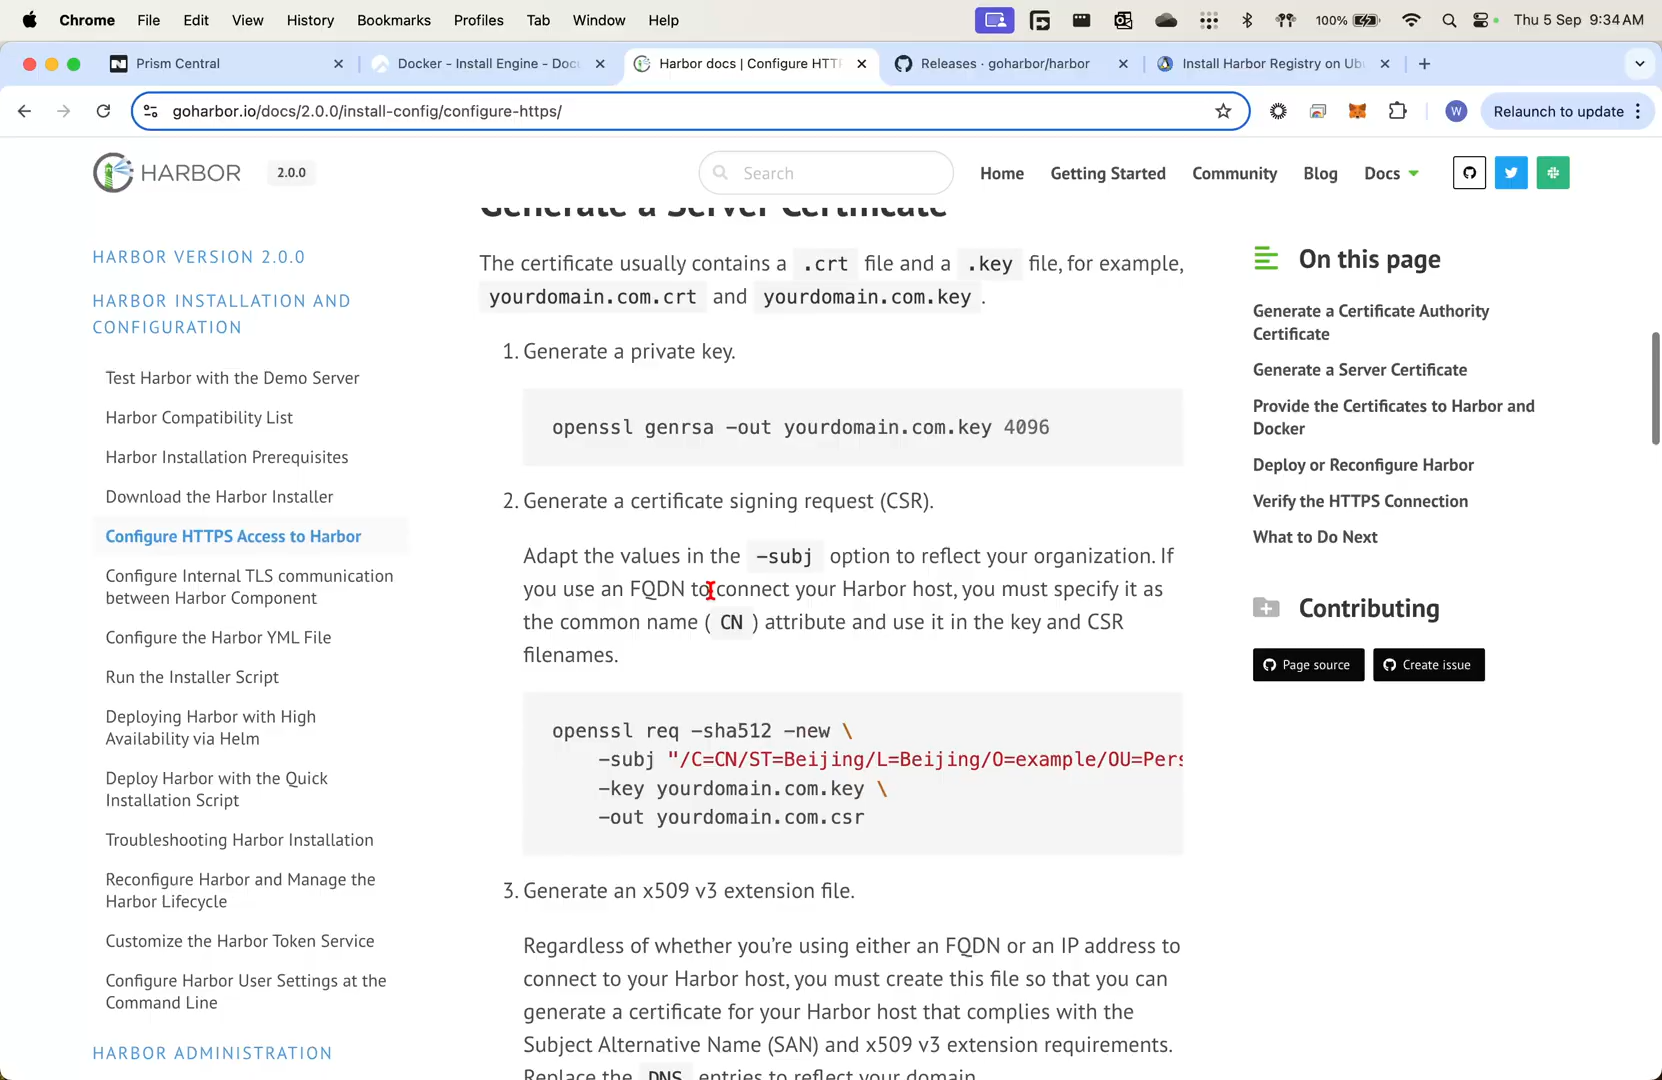 Chrome File Edit View History Bookmarks Profiles Tab Window Help 100% Thu 5 Sep 9:34 AM
Prism Central
Docker - Install Engine - Doc
Harbor docs | Configure HTT
Releases · goharbor/harbor
Install Harbor Registry on Ub
goharbor.io/docs/2.0.0/install-config/configure-https/
W
Relaunch to update
HARBOR 2.0.0
Search
Home Getting Started Community Blog Docs
HARBOR VERSION 2.0.0
HARBOR INSTALLATION AND
CONFIGURATION
Test Harbor with the Demo Server
Harbor Compatibility List
Harbor Installation Prerequisites
Download the Harbor Installer
Configure HTTPS Access to Harbor
Configure Internal TLS communication
between Harbor Component
Configure the Harbor YML File
Run the Installer Script
Deploying Harbor with High
Availability via Helm
Deploy Harbor with the Quick
Installation Script
Troubleshooting Harbor Installation
Reconfigure Harbor and Manage the
Harbor Lifecycle
Customize the Harbor Token Service
Configure Harbor User Settings at the
Command Line
HARBOR ADMINISTRATION
Generate a Server Certificate
The certificate usually contains a .crt file and a .key file, for example,
yourdomain.com.crt and yourdomain.com.key .
1. Generate a private key.
openssl genrsa -out yourdomain.com.key 4096
2. Generate a certificate signing request (CSR).
Adapt the values in the -subj option to reflect your organization. If
you use an FQDN to connect your Harbor host, you must specify it as
the common name ( CN ) attribute and use it in the key and CSR
filenames.
openssl req -sha512 -new \
-subj "/C=CN/ST=Beijing/L=Beijing/O=example/OU=Pers
-key yourdomain.com.key \
-out yourdomain.com.csr
3. Generate an x509 v3 extension file.
Regardless of whether you're using either an FQDN or an IP address to
connect to your Harbor host, you must create this file so that you can
generate a certificate for your Harbor host that complies with the
Subject Alternative Name (SAN) and x509 v3 extension requirements.
Replace the DNS entries to reflect your domain.
On this page
Generate a Certificate Authority
Certificate
Generate a Server Certificate
Provide the Certificates to Harbor and
Docker
Deploy or Reconfigure Harbor
Verify the HTTPS Connection
What to Do Next
Contributing
Page source
Create issue